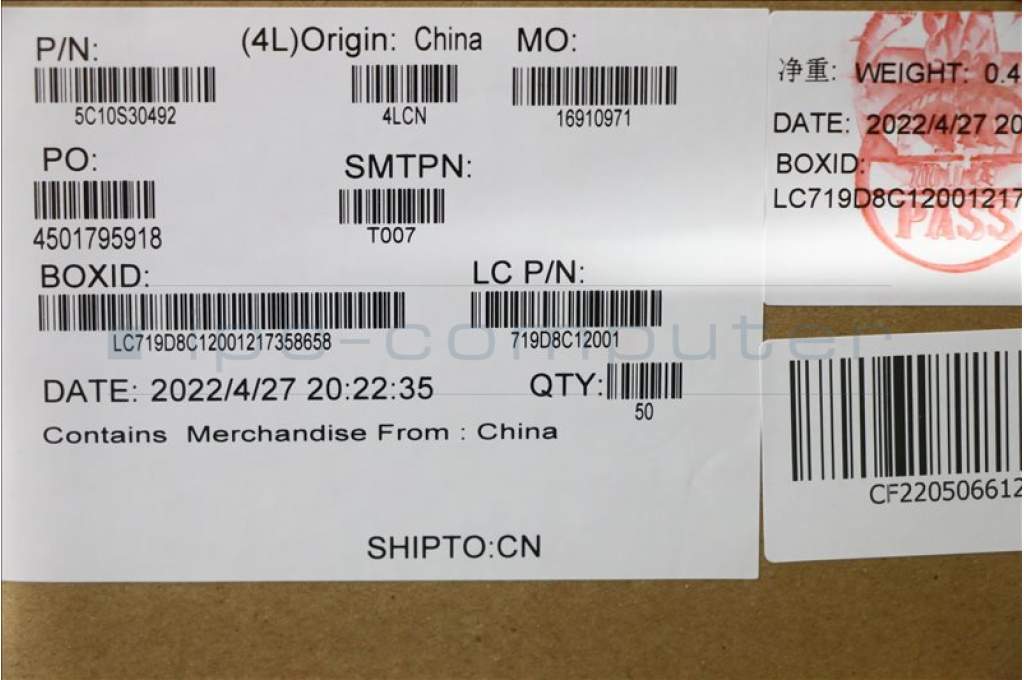 P/N: (4L)Origin: China MO:
5C10S30492 4LCN 16910971
PO: SMTPN:
4501795918 T007
BOXID: LC P/N:
LC719D8C12001217358658 719D8C12001
DATE: 2022/4/27 20:22:35 QTY:
50
Contains Merchandise From : China
SHIPTO:CN
净重: WEIGHT: 0.4
DATE: 2022/4/27 20
BOXID:
LC719D8C12001217
PASS
CF220506612
ipc-computer